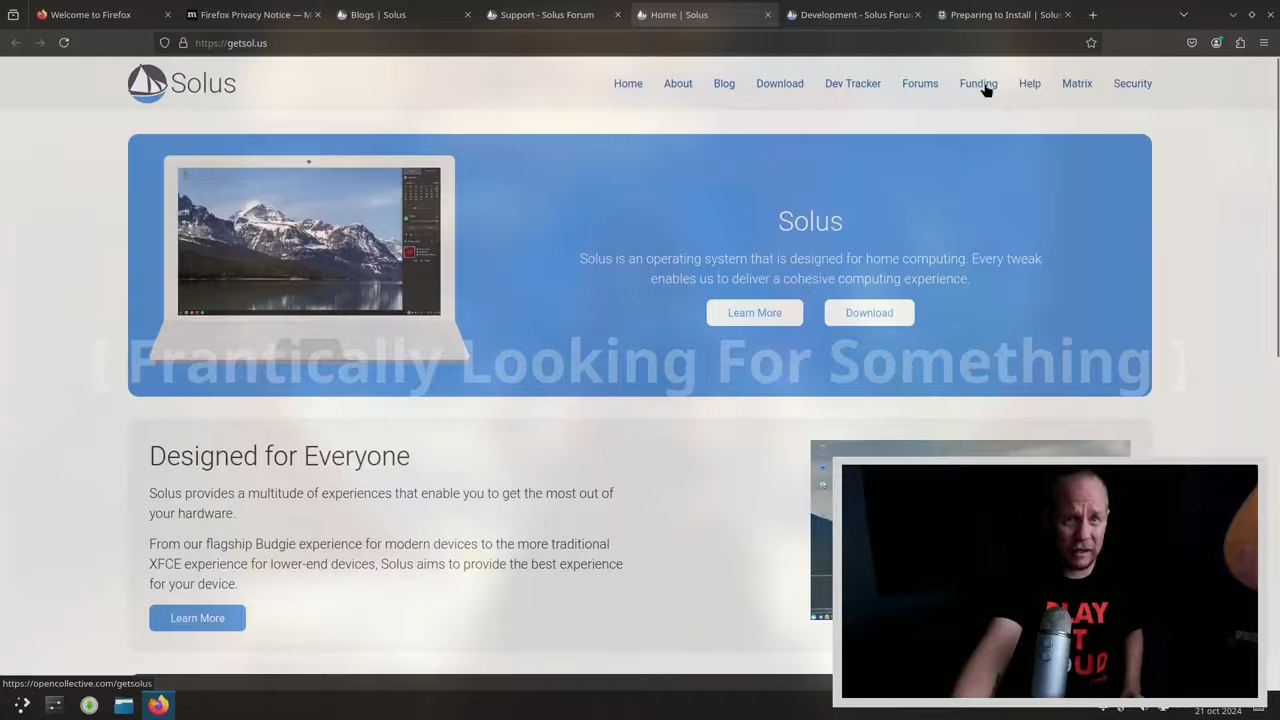 Welcome to Firefox
Firefox Privacy Notice — M
Blogs | Solus
Support - Solus Forum
Home | Solus
Development - Solus Forum
Preparing to Install | Solus
https://getsol.us
Solus
Home
About
Blog
Download
Dev Tracker
Forums
Funding
Help
Matrix
Security
Solus
Solus is an operating system that is designed for home computing. Every tweak
enables us to deliver a cohesive computing experience.
Learn More
Download
[ Frantically Looking For Something ]
Designed for Everyone
Solus provides a multitude of experiences that enable you to get the most out of
your hardware.
From our flagship Budgie experience for modern devices to the more traditional
XFCE experience for lower-end devices, Solus aims to provide the best experience
for your device.
Learn More
PLAY
IT
LOUD
https://opencollective.com/getsolus
21 oct 2024